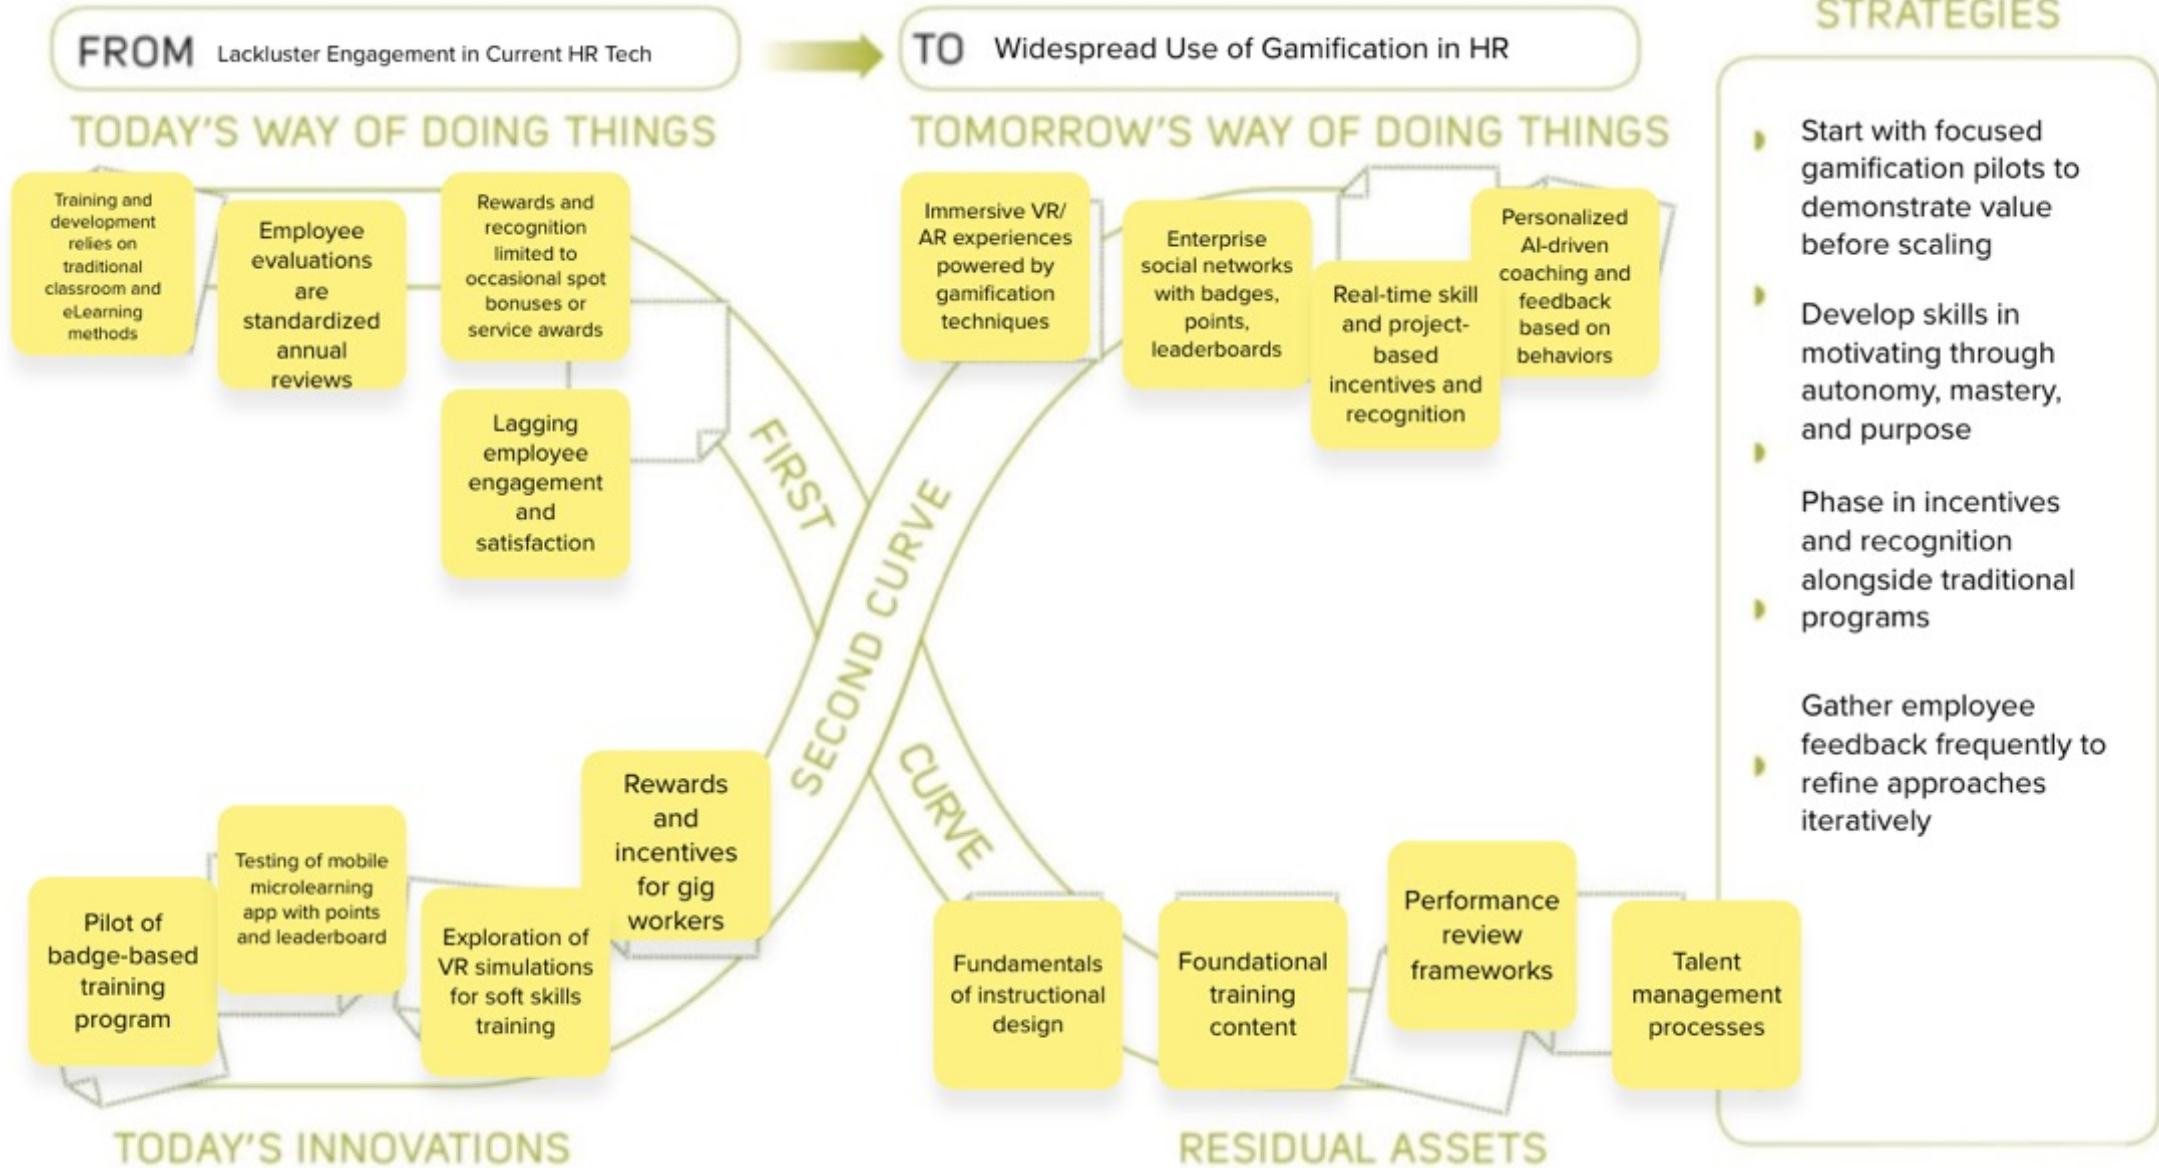 FROM Lackluster Engagement in Current HR Tech
TO Widespread Use of Gamification in HR
STRATEGIES
TODAY'S WAY OF DOING THINGS
TOMORROW'S WAY OF DOING THINGS
Training and
development
relies on
traditional
classroom and
eLearning
methods
Employee
evaluations
are
standardized
annual
reviews
Rewards and
recognition
limited to
occasional spot
bonuses or
service awards
Lagging
employee
engagement
and
satisfaction
Immersive VR/
AR experiences
powered by
gamification
techniques
Enterprise
social networks
with badges,
points,
leaderboards
Real-time skill
and project-
based
incentives and
recognition
Personalized
AI-driven
coaching and
feedback
based on
behaviors
FIRST
CURVE
SECOND CURVE
Pilot of
badge-based
training
program
Testing of mobile
microlearning
app with points
and leaderboard
Exploration of
VR simulations
for soft skills
training
Rewards
and
incentives
for gig
workers
Fundamentals
of instructional
design
Foundational
training
content
Performance
review
frameworks
Talent
management
processes
TODAY'S INNOVATIONS
RESIDUAL ASSETS
Start with focused
gamification pilots to
demonstrate value
before scaling
Develop skills in
motivating through
autonomy, mastery,
and purpose
Phase in incentives
and recognition
alongside traditional
programs
Gather employee
feedback frequently to
refine approaches
iteratively